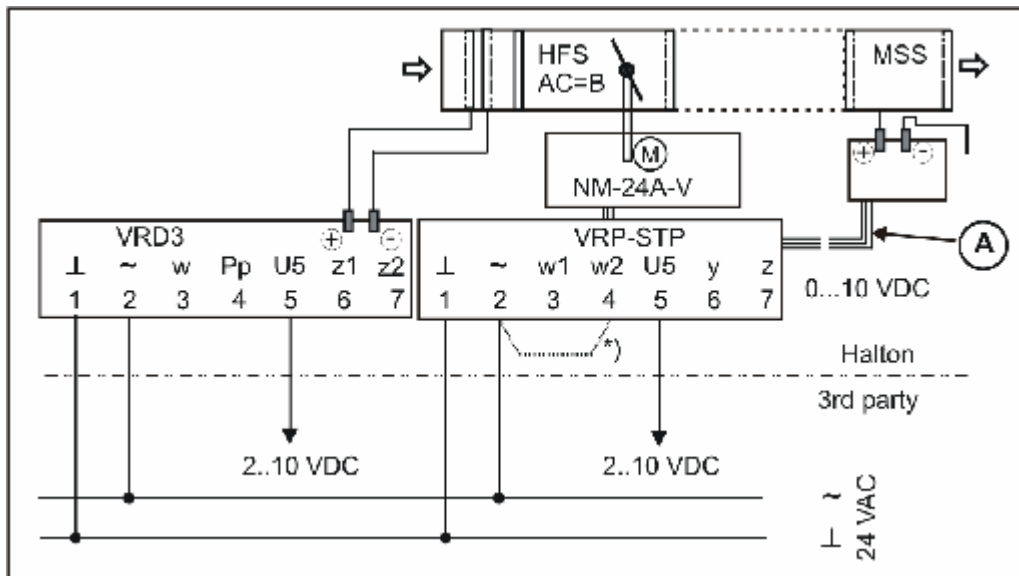 HFS
AC=B
MSS
M
NM-24A-V
+ -
VRD3
+ -
⊥ ~ w Pp U5 z1 z2
1 2 3 4 5 6 7
VRP-STP
⊥ ~ w1 w2 U5 y z
1 2 3 4 5 6 7
A
0...10 VDC
*)
Halton
3rd party
2..10 VDC
2..10 VDC
~
⊥
24 VAC